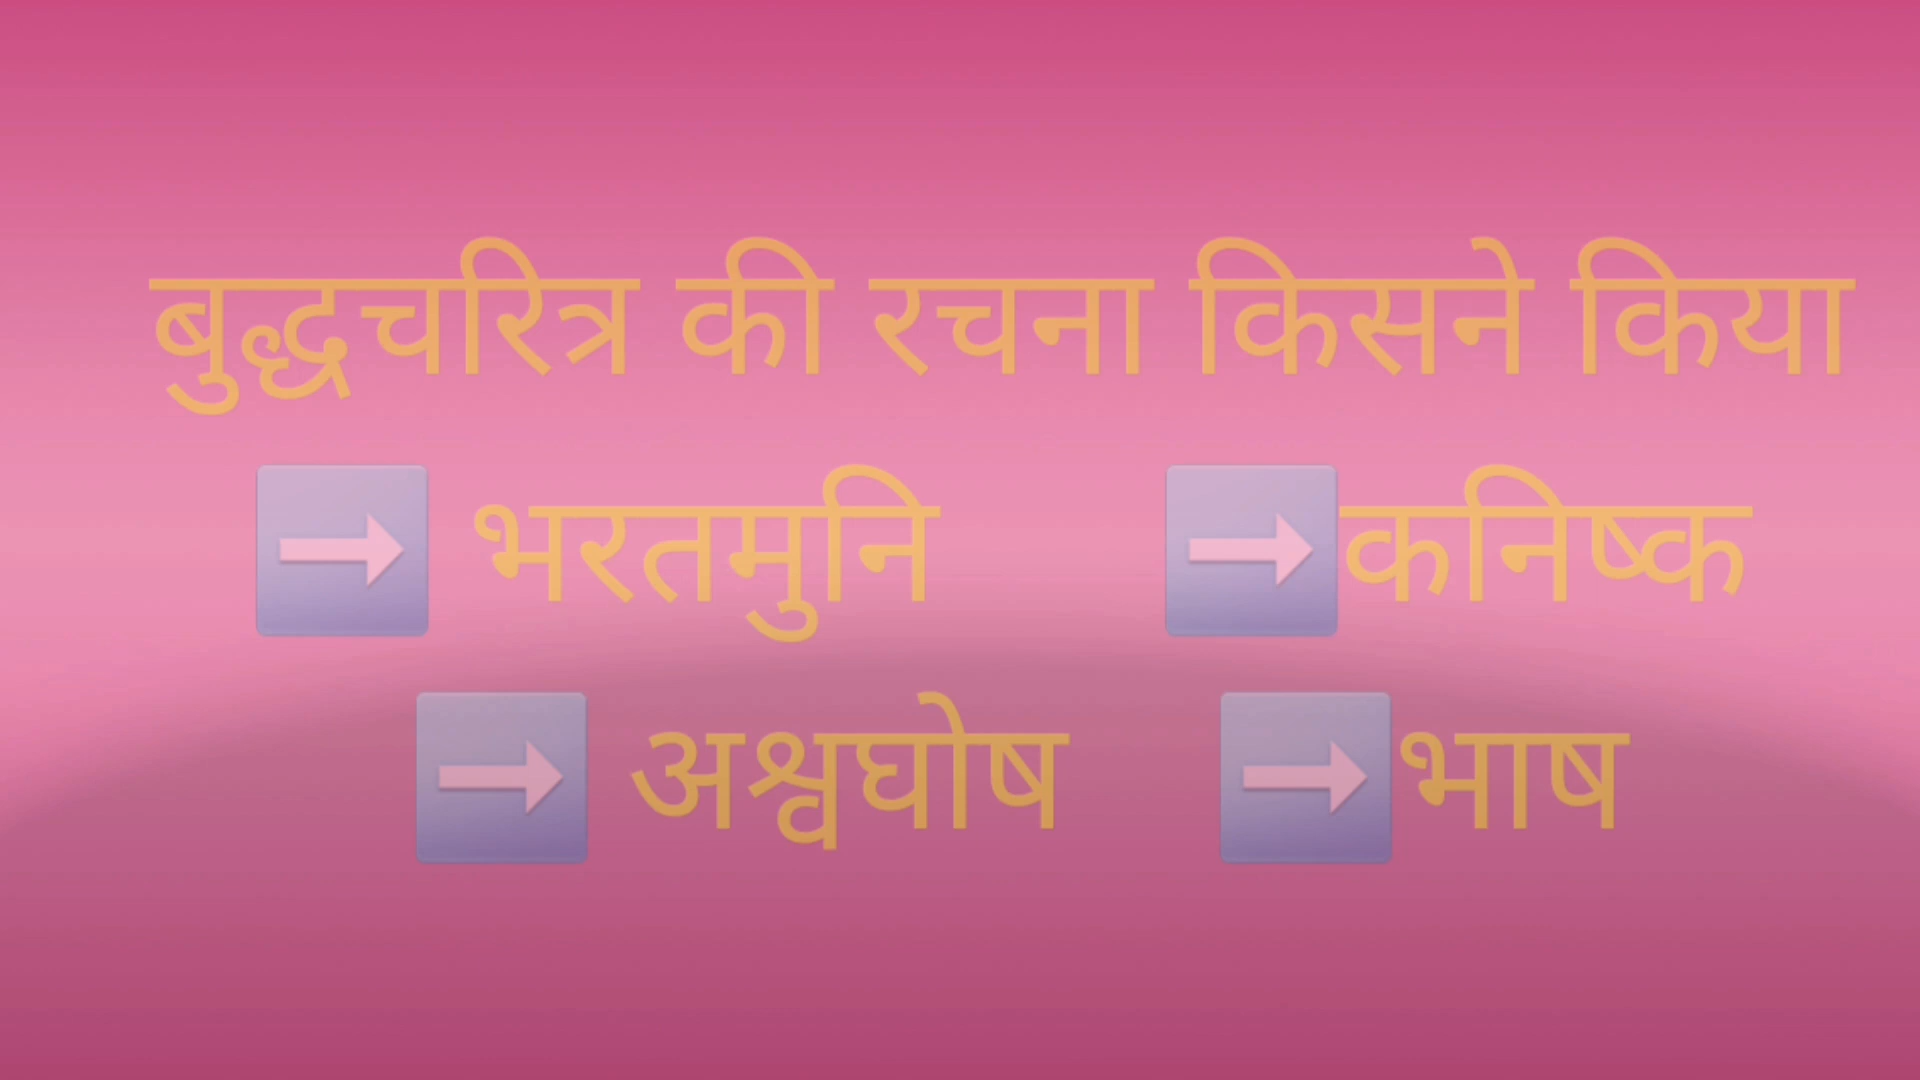 बुद्धचरित्र की रचना किसने किया
➡ भरतमुनि ➡कनिष्क
➡ अश्वघोष ➡भाष